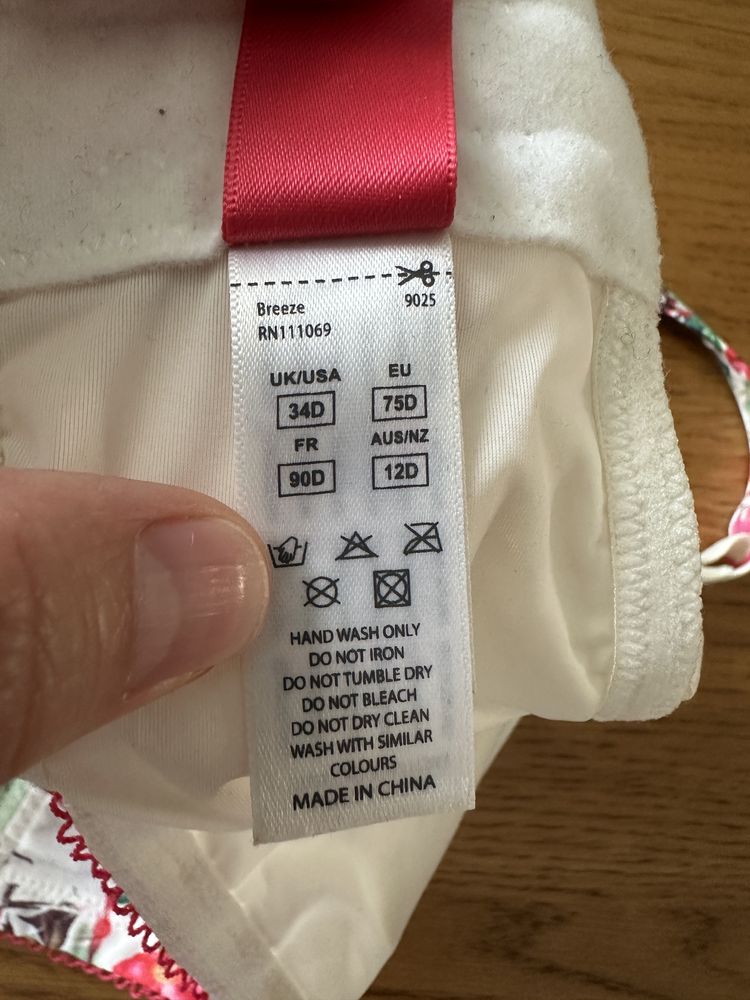 Breeze 9025
RN111069
UK/USA EU
34D 75D
FR AUS/NZ
90D 12D
HAND WASH ONLY
DO NOT IRON
DO NOT TUMBLE DRY
DO NOT BLEACH
DO NOT DRY CLEAN
WASH WITH SIMILAR
COLOURS
MADE IN CHINA